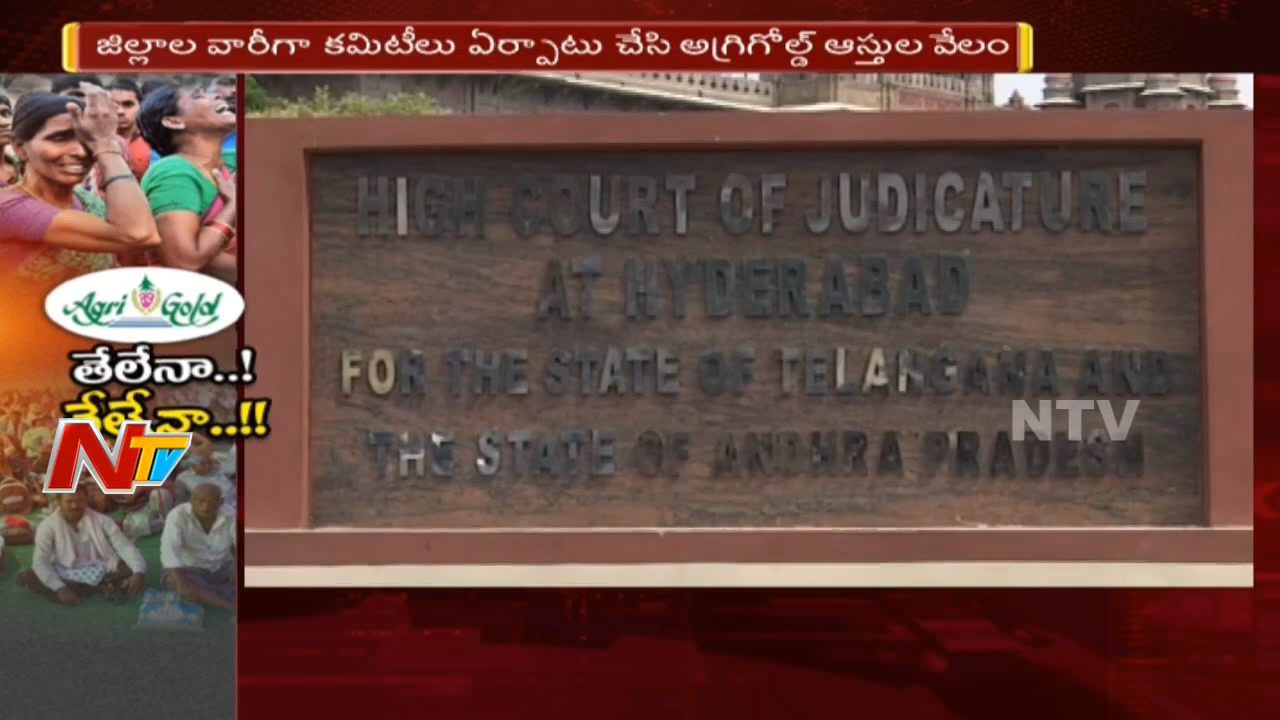 జిల్లాల వారీగా కమిటీలు ఏర్పాటు చేసి అగ్రిగోల్డ్ ఆస్తుల వేలం
HIGH COURT OF JUDICATURE
AT HYDERABAD
FOR THE STATE OF TELANGANA AND
THE STATE OF ANDHRA PRADESH
NTV
Agri Gold
తేలేనా..!
తేలేనా..!!
NTV